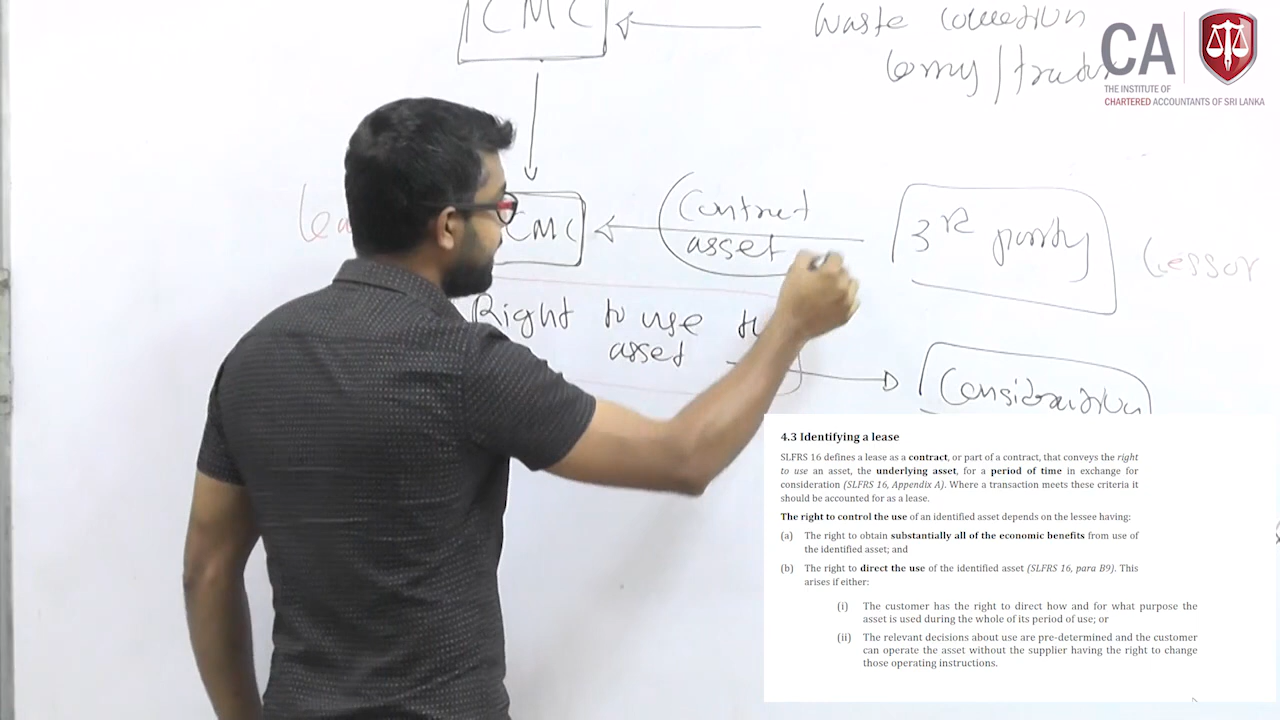 CMC
waste collection
lorry / tractor
CA
THE INSTITUTE OF
CHARTERED ACCOUNTANTS OF SRI LANKA
Contract
asset
CMC
3rd party
Lessor
Right to use
asset
Consideration
4.3 Identifying a lease
SLFRS 16 defines a lease as a contract, or part of a contract, that conveys the right
to use an asset, the underlying asset, for a period of time in exchange for
consideration (SLFRS 16, Appendix A). Where a transaction meets these criteria it
should be accounted for as a lease.
The right to control the use of an identified asset depends on the lessee having:
(a) The right to obtain substantially all of the economic benefits from use of
the identified asset; and
(b) The right to direct the use of the identified asset (SLFRS 16, para B9). This
arises if either:
(i) The customer has the right to direct how and for what purpose the
asset is used during the whole of its period of use; or
(ii) The relevant decisions about use are pre-determined and the customer
can operate the asset without the supplier having the right to change
those operating instructions.